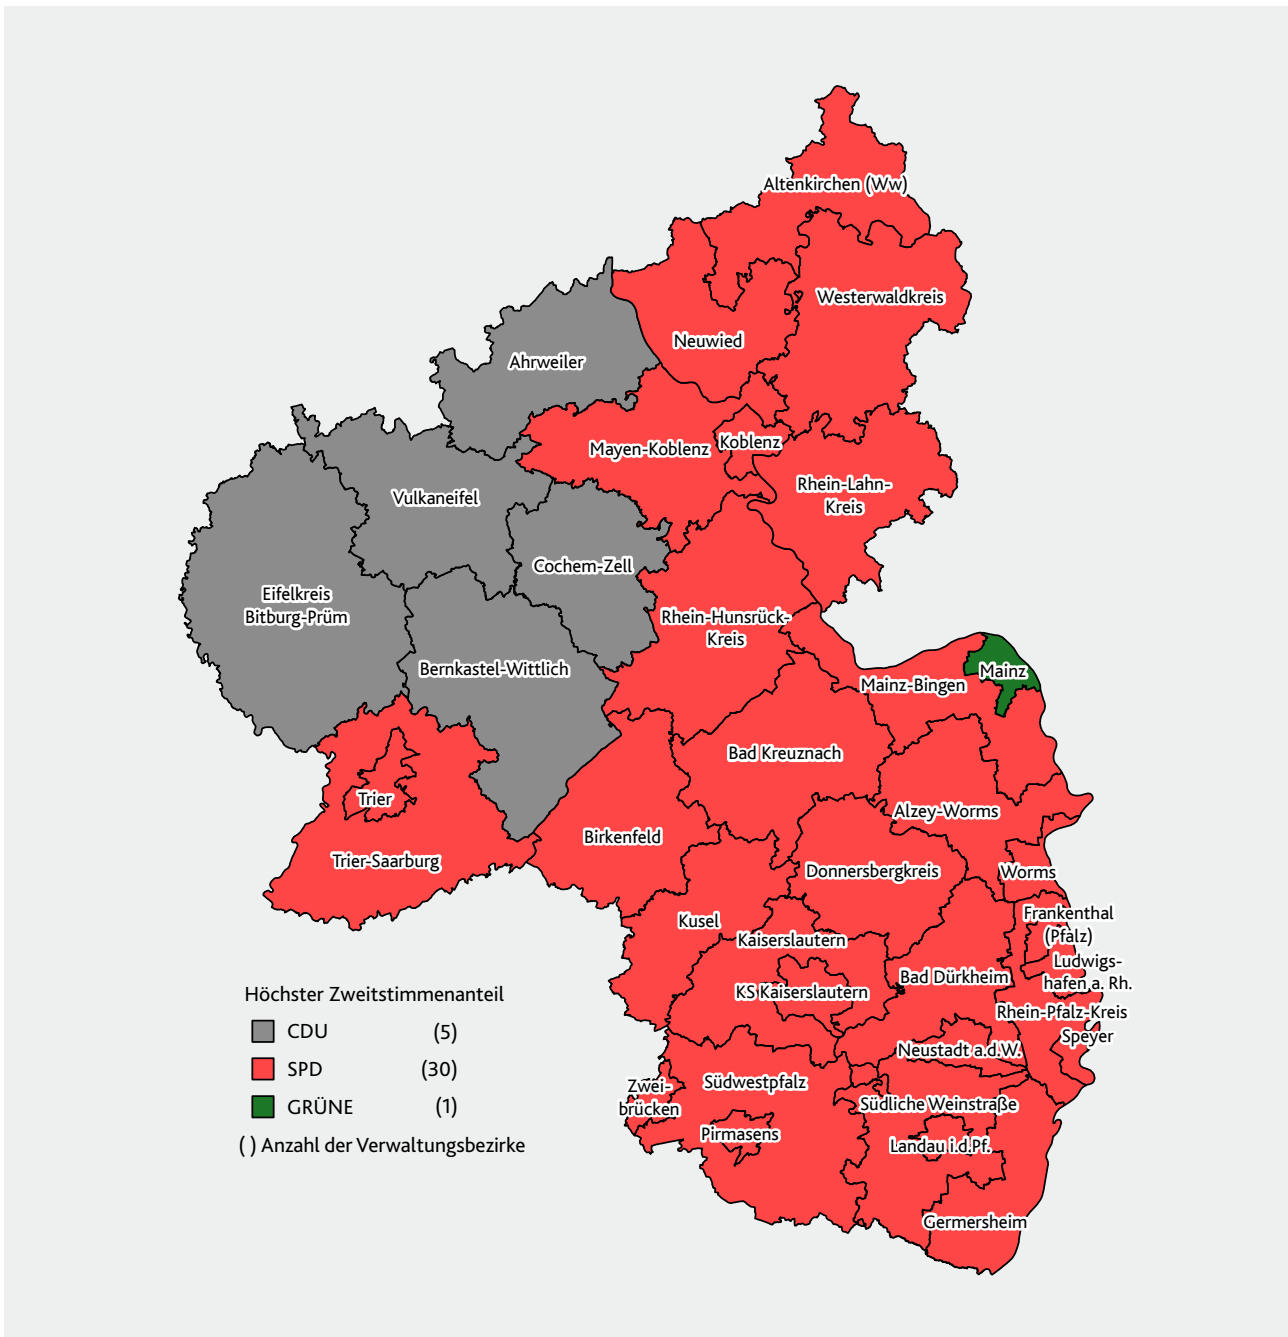 Altenkirchen (Ww)
Westerwaldkreis
Neuwied
Ahrweiler
Koblenz
Mayen-Koblenz
Rhein-Lahn-
Kreis
Vulkaneifel
Cochem-Zell
Eifelkreis
Bitburg-Prüm
Rhein-Hunsrück-
Kreis
Bernkastel-Wittlich
Mainz
Mainz-Bingen
Bad Kreuznach
Trier
Alzey-Worms
Birkenfeld
Trier-Saarburg
Donnersbergkreis
Worms
Kusel
Frankenthal
(Pfalz)
Kaiserslautern
Ludwigs-
hafen a. Rh.
Bad Dürkheim
KS Kaiserslautern
Rhein-Pfalz-Kreis
Speyer
Neustadt a.d.W.
Südwestpfalz
Zwei-
brücken
Südliche Weinstraße
Pirmasens
Landau i.d.Pf.
Germersheim
Höchster Zweitstimmenanteil
CDU (5)
SPD (30)
GRÜNE (1)
( ) Anzahl der Verwaltungsbezirke